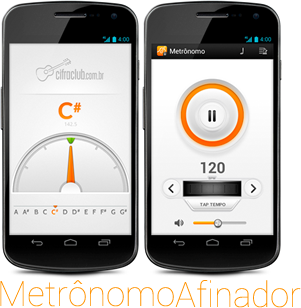 4:00
cifraclub.com.br
C#
A A# B C C# D D# E F F# G G#
4:00
Metrônomo
120
TAP TEMPO
MetrônomoAfinador